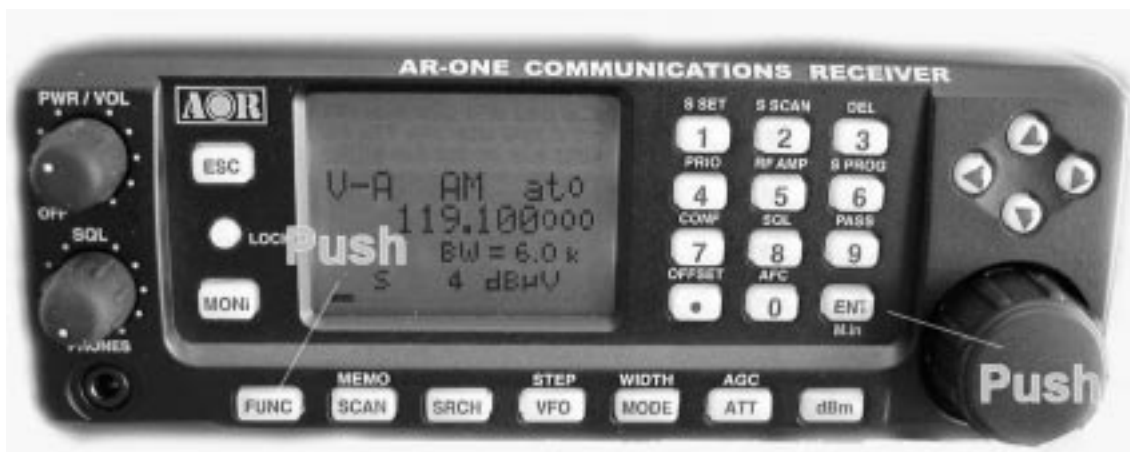 AR-ONE COMMUNICATIONS RECEIVER
PWR / VOL
OFF
AOR
ESC
LOCK
MONi
SQL
PHONES
V-A AM ato
119.100000
BW = 6.0 k
S 4 dBµV
Push
S SET S SCAN DEL
1 2 3
PRIO RF AMP S PROG
4 5 6
CONF SQL PASS
7 8 9
OFFSET AFC
• 0 ENT
M.in
Push
MEMO STEP WIDTH AGC
FUNC SCAN SRCH VFO MODE ATT dBm